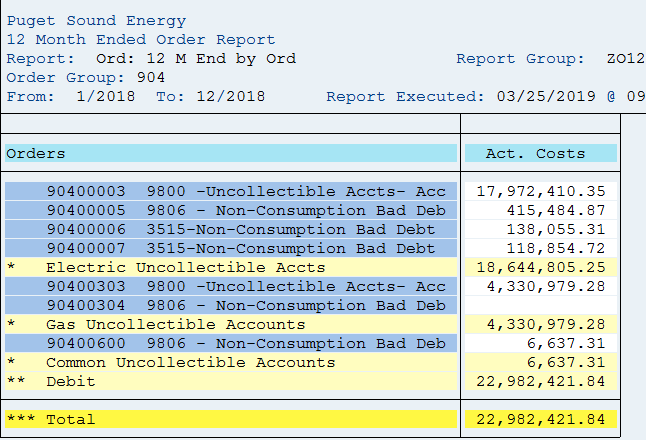 Puget Sound Energy
12 Month Ended Order Report
Report: Ord: 12 M End by Ord Report Group: ZO12
Order Group: 904
From: 1/2018 To: 12/2018 Report Executed: 03/25/2019 @ 09
Orders Act. Costs
90400003 9800 -Uncollectible Accts- Acc 17,972,410.35
90400005 9806 - Non-Consumption Bad Deb 415,484.87
90400006 3515-Non-Consumption Bad Debt 138,055.31
90400007 3515-Non-Consumption Bad Debt 118,854.72
* Electric Uncollectible Accts 18,644,805.25
90400303 9800 -Uncollectible Accts- Acc 4,330,979.28
90400304 9806 - Non-Consumption Bad Deb
* Gas Uncollectible Accounts 4,330,979.28
90400600 9806 - Non-Consumption Bad Deb 6,637.31
* Common Uncollectible Accounts 6,637.31
** Debit 22,982,421.84
*** Total 22,982,421.84